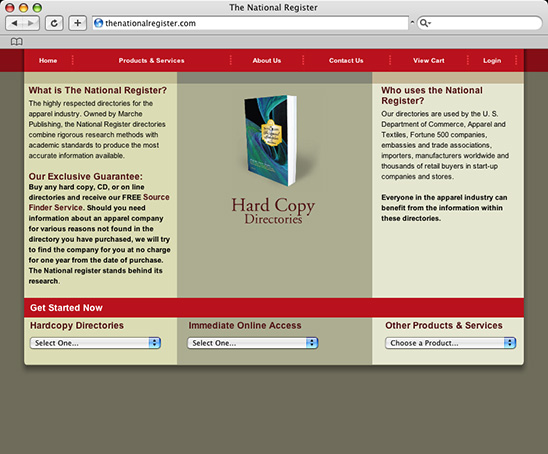 The National Register
thenationalregister.com
Q
Home
Products & Services
About Us
Contact Us
View Cart
Login
What is The National Register?
The highly respected directories for the
apparel industry. Owned by Marche
Publishing, the National Register directories
combine rigorous research methods with
academic standards to produce the most
accurate information available.
Our Exclusive Guarantee:
Buy any hard copy, CD, or on line
directories and receive our FREE Source
Finder Service. Should you need
information about an apparel company
for various reasons not found in the
directory you have purchased, we will try
to find the company for you at no charge
for one year from the date of purchase.
The National register stands behind its
research.
Hard Copy
Directories
Who uses the National
Register?
Our directories are used by the U. S.
Department of Commerce, Apparel and
Textiles, Fortune 500 companies,
embassies and trade associations,
importers, manufacturers worldwide and
thousands of retail buyers in start-up
companies and stores.
Everyone in the apparel industry can
benefit from the information within
these directories.
Get Started Now
Hardcopy Directories
Select One...
Immediate Online Access
Select One...
Other Products & Services
Choose a Product...